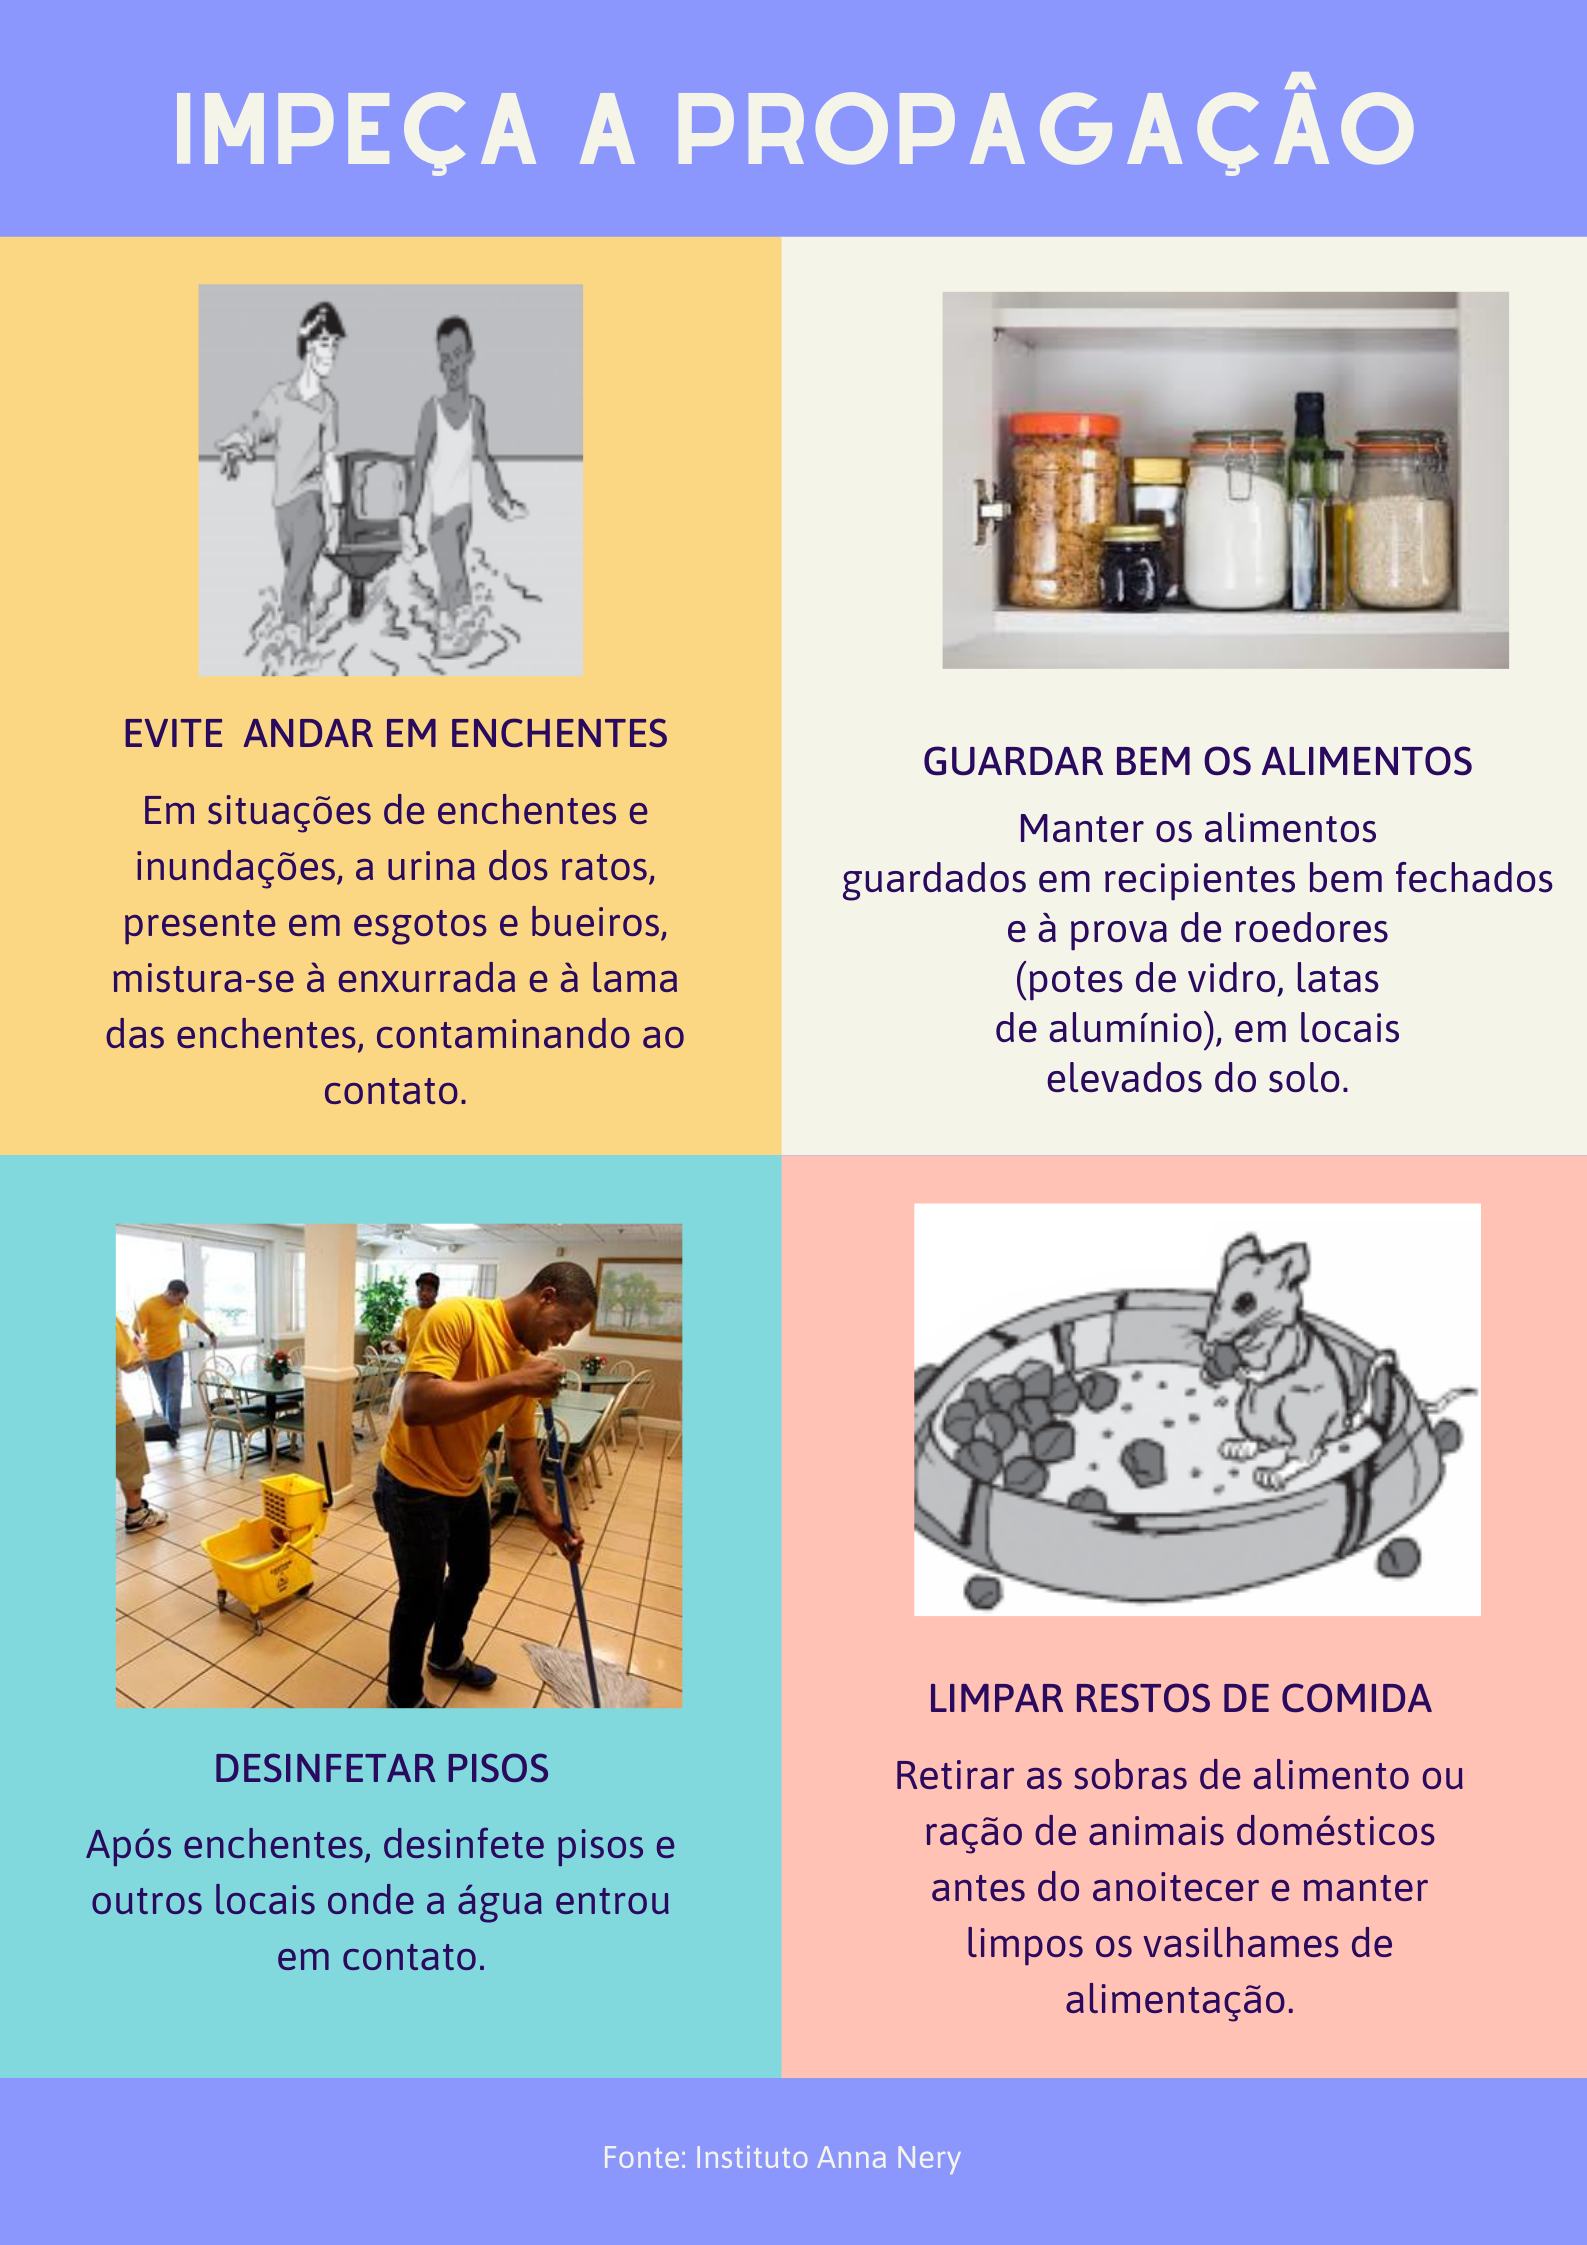 IMPEÇA A PROPAGAÇÂO
EVITE  ANDAR EM ENCHENTES
Em situações de enchentes e
inundações, a urina dos ratos,
presente em esgotos e bueiros,
mistura-se à enxurrada e à lama
das enchentes, contaminando ao
contato.
GUARDAR BEM OS ALIMENTOS
Manter os alimentos
guardados em recipientes bem fechados
e à prova de roedores
(potes de vidro, latas
de alumínio), em locais
elevados do solo.
DESINFETAR PISOS
Após enchentes, desinfete pisos e
outros locais onde a água entrou
em contato.
LIMPAR RESTOS DE COMIDA
Retirar as sobras de alimento ou
ração de animais domésticos
antes do anoitecer e manter
limpos os vasilhames de
alimentação.
Fonte: Instituto Anna Nery